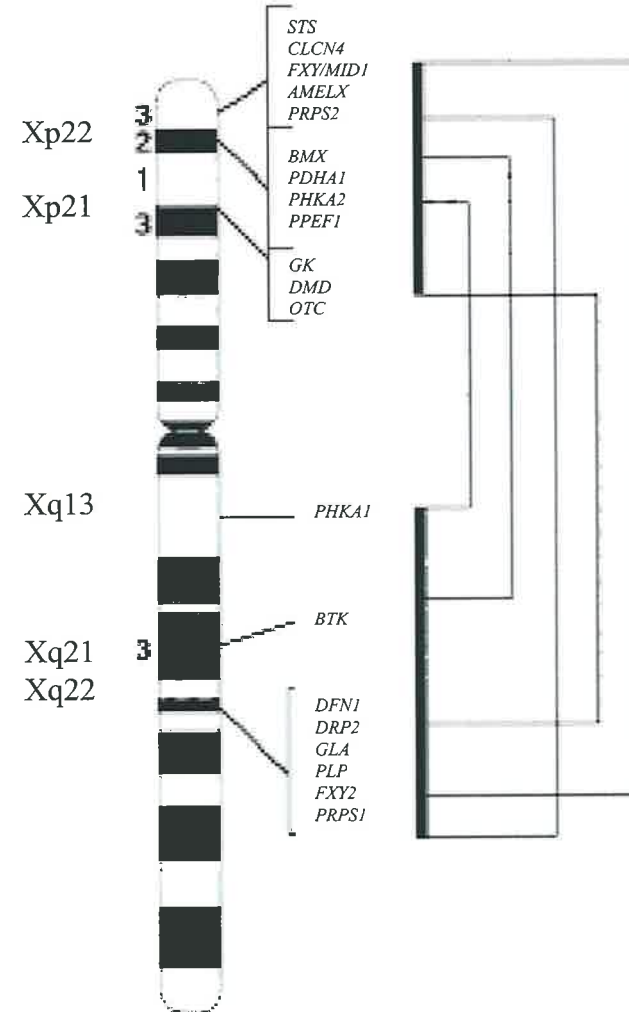 STS
CLCN4
FXY/MID1
AMELX
PRPS2
3
Xp22
2
BMX
PDHA1
1
PHKA2
Xp21
PPEF1
3
GK
DMD
OTC
Xq13
PHKA1
BTK
Xq21
3
Xq22
DFN1
DRP2
GLA
PLP
FXY2
PRPS1